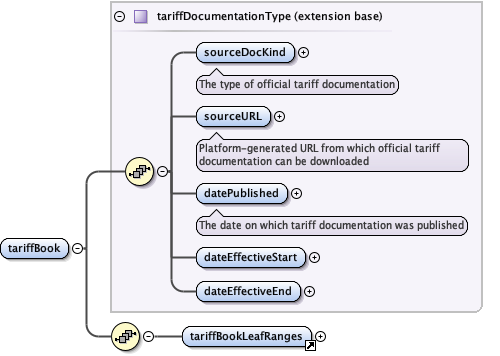 tariffDocumentationType (extension base)
sourceDocKind
The type of official tariff documentation
sourceURL
Platform-generated URL from which official tariff
documentation can be downloaded
datePublished
The date on which tariff documentation was published
tariffBook
dateEffectiveStart
dateEffectiveEnd
tariffBookLeafRanges